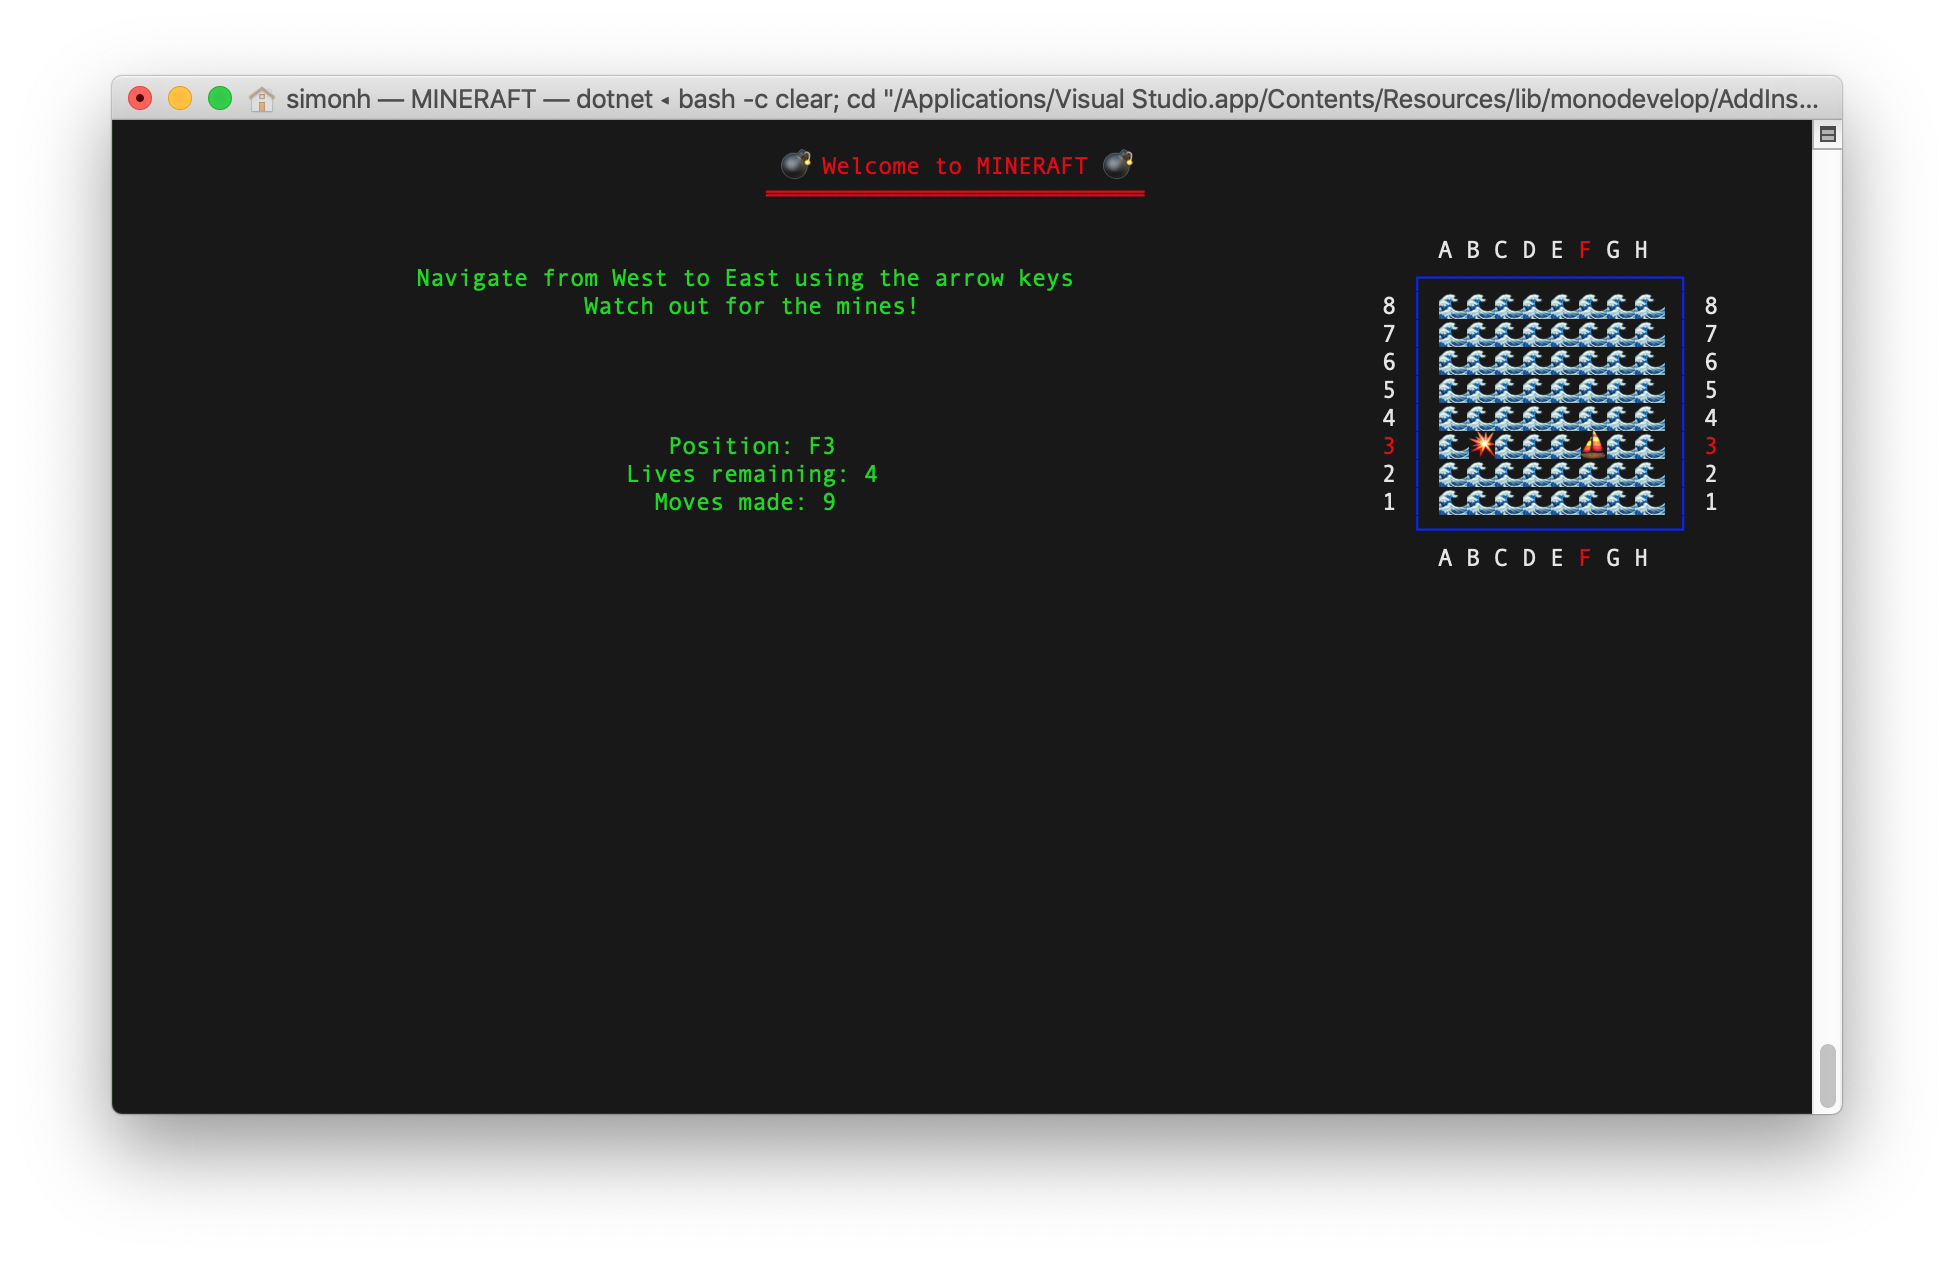 simonh — MINERAFT — dotnet ◂ bash -c clear; cd "/Applications/Visual Studio.app/Contents/Resources/lib/monodevelop/AddIns...
Welcome to MINERAFT
A B C D E F G H
Navigate from West to East using the arrow keys
Watch out for the mines!
8 8
7 7
6 6
5 5
4 4
Position: F3
3 3
Lives remaining: 4
2 2
Moves made: 9
1 1
A B C D E F G H